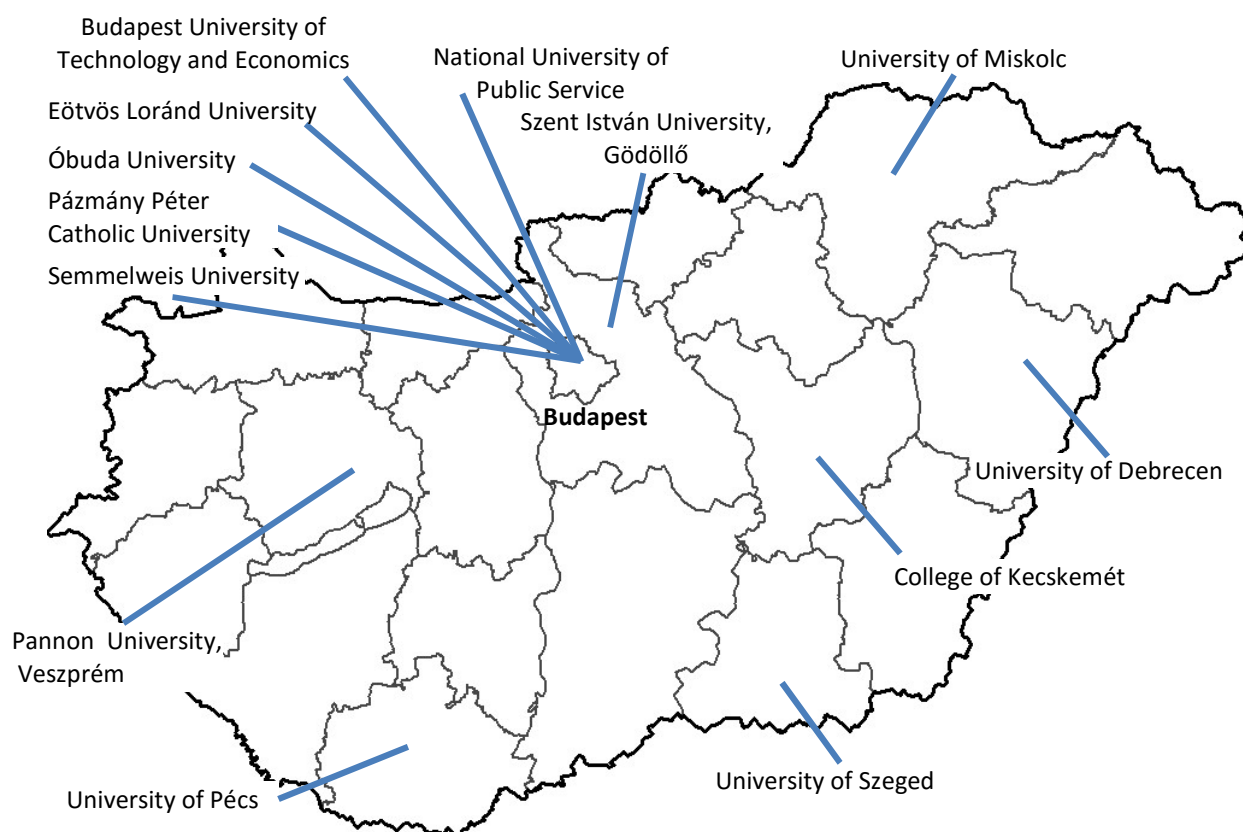 Budapest University of
Technology and Economics
National University of
Public Service
University of Miskolc
Eötvös Loránd University
Szent István University,
Gödöllő
Óbuda University
Pázmány Péter
Catholic University
Semmelweis University
Budapest
University of Debrecen
College of Kecskemét
Pannon University,
Veszprém
University of Szeged
University of Pécs